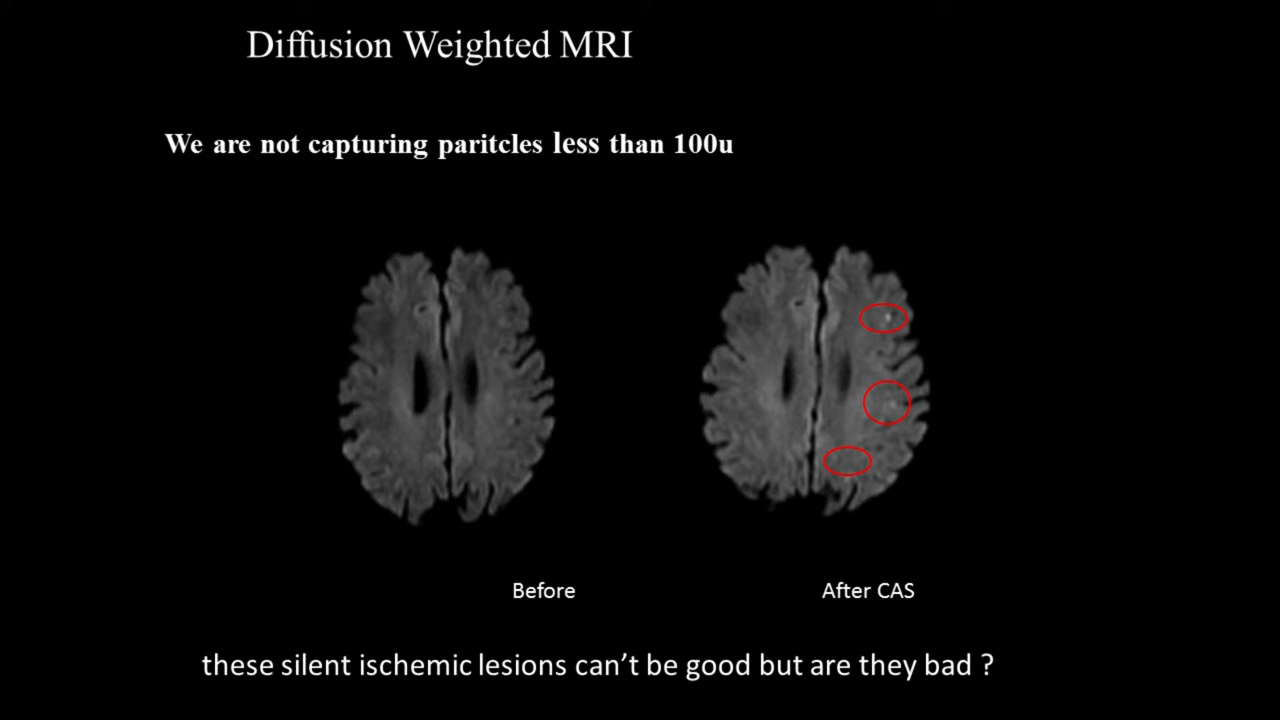 Diffusion Weighted MRI
We are not capturing paritcles less than 100u
Before
After CAS
these silent ischemic lesions can’t be good but are they bad ?